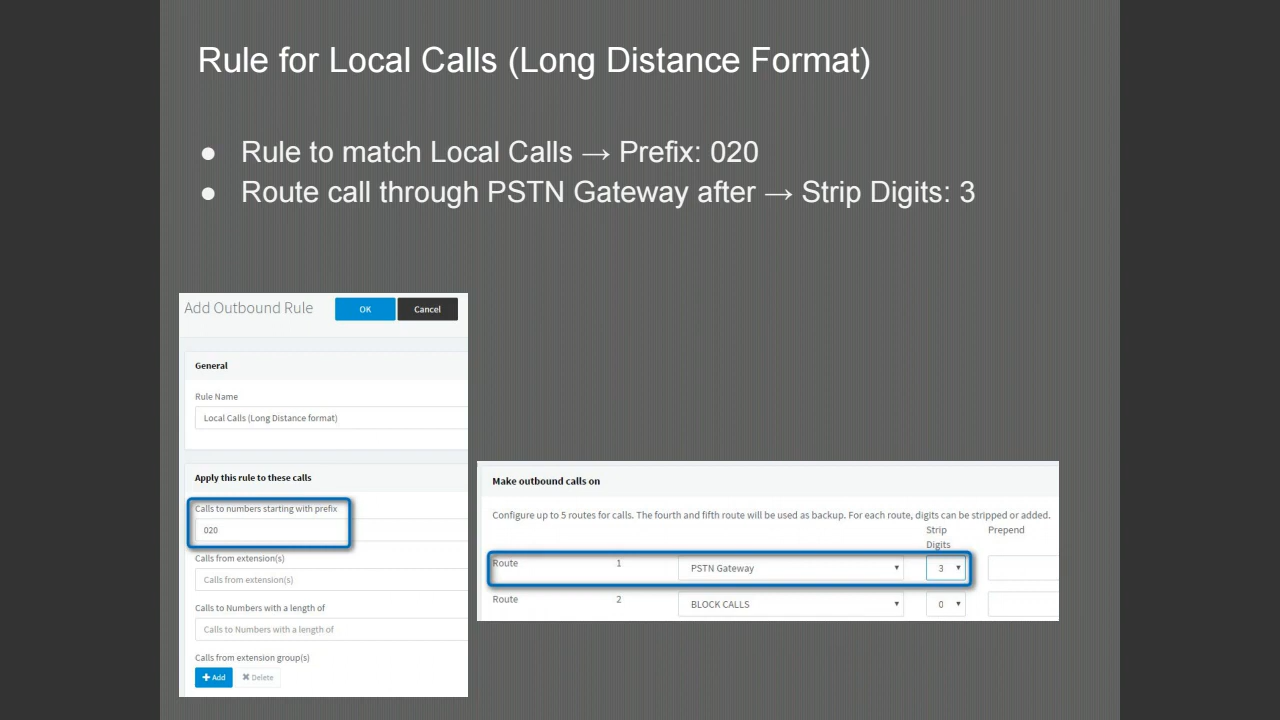 Rule for Local Calls (Long Distance Format)
● Rule to match Local Calls → Prefix: 020
● Route call through PSTN Gateway after → Strip Digits: 3
Add Outbound Rule OK Cancel
General
Rule Name
Local Calls (Long Distance format)
Apply this rule to these calls
Calls to numbers starting with prefix
020
Calls from extension(s)
Calls from extension(s)
Calls to Numbers with a length of
Calls to Numbers with a length of
Calls from extension group(s)
+ Add ✖ Delete
Make outbound calls on
Configure up to 5 routes for calls. The fourth and fifth route will be used as backup. For each route, digits can be stripped or added.
Strip Prepend
Digits
Route 1 PSTN Gateway 3
Route 2 BLOCK CALLS 0